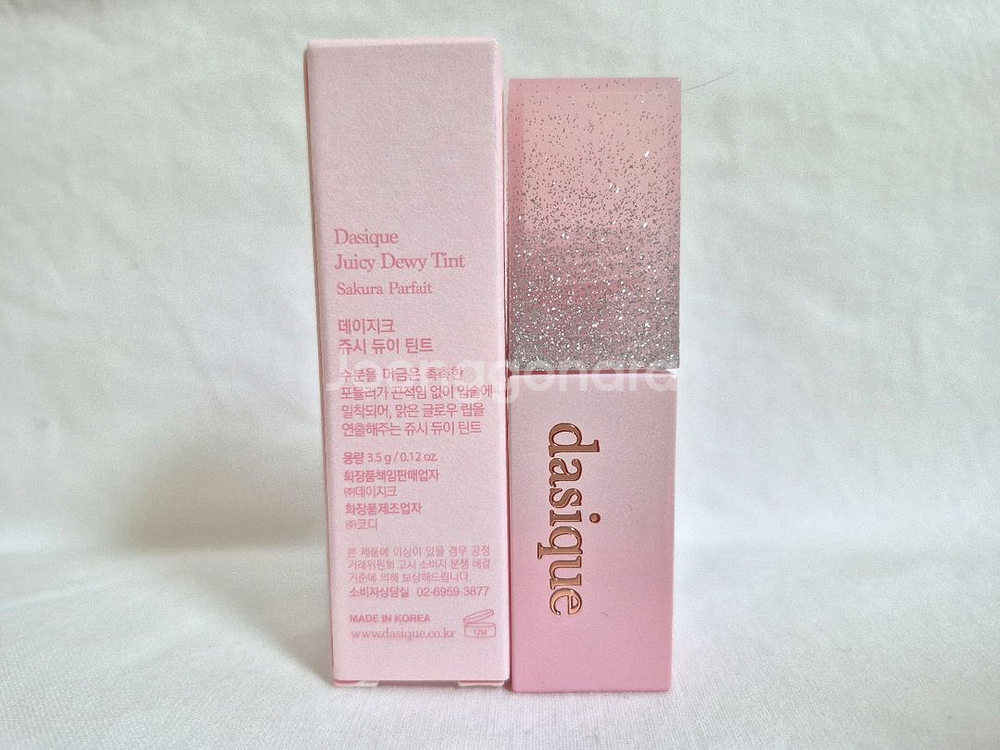 Dasique
Juicy Dewy Tint
Sakura Parfait
데이지크
쥬시 듀이 틴트
수분을 머금은 촉촉한
포뮬러가 끈적임 없이 입술에
밀착되어, 맑은 글로우 립을
연출해주는 쥬시 듀이 틴트
용량 3.5 g / 0.12 oz.
화장품책임판매업자
㈜데이지크
화장품제조업자
㈜코디
본 제품에 이상이 있을 경우 공정
거래위원회 고시 소비자 분쟁 해결
기준에 의해 보상해드립니다.
소비자상담실 02-6959-3877
MADE IN KOREA
www.dasique.co.kr
12M
dasique
Joonggonara